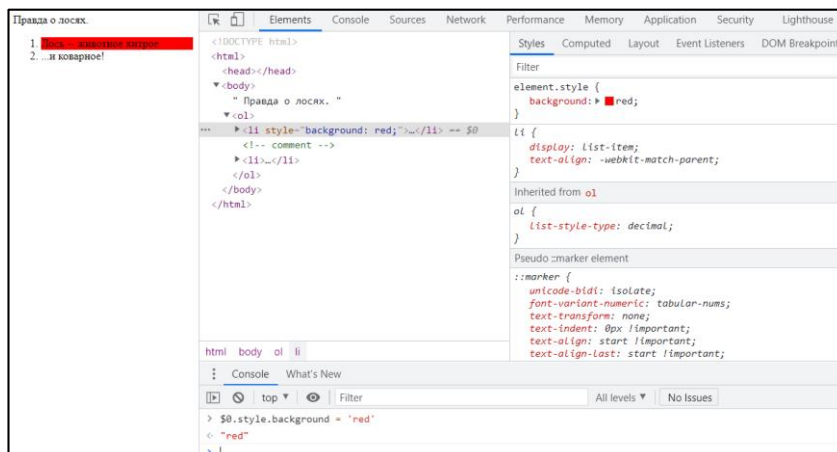 Правда о лосях.
1. Лось -- животное хитрое
2. ...и коварное!
Elements Console Sources Network Performance Memory Application Security Lighthouse
<!DOCTYPE html>
<html>
<head></head>
▼<body>
" Правда о лосях. "
▼<ol>
... ▶<li style="background: red;">…</li> == $0
<!-- comment -->
▶<li>…</li>
</ol>
</body>
</html>
html body ol li
Styles Computed Layout Event Listeners DOM Breakpoint
Filter
element.style {
background: ▶ red;
}
li {
display: list-item;
text-align: -webkit-match-parent;
}
Inherited from ol
ol {
list-style-type: decimal;
}
Pseudo ::marker element
::marker {
unicode-bidi: isolate;
font-variant-numeric: tabular-nums;
text-transform: none;
text-indent: 0px !important;
text-align: start !important;
text-align-last: start !important;
Console What's New
top ▼ Filter All levels ▼ No Issues
> $0.style.background = 'red'
< "red"
>